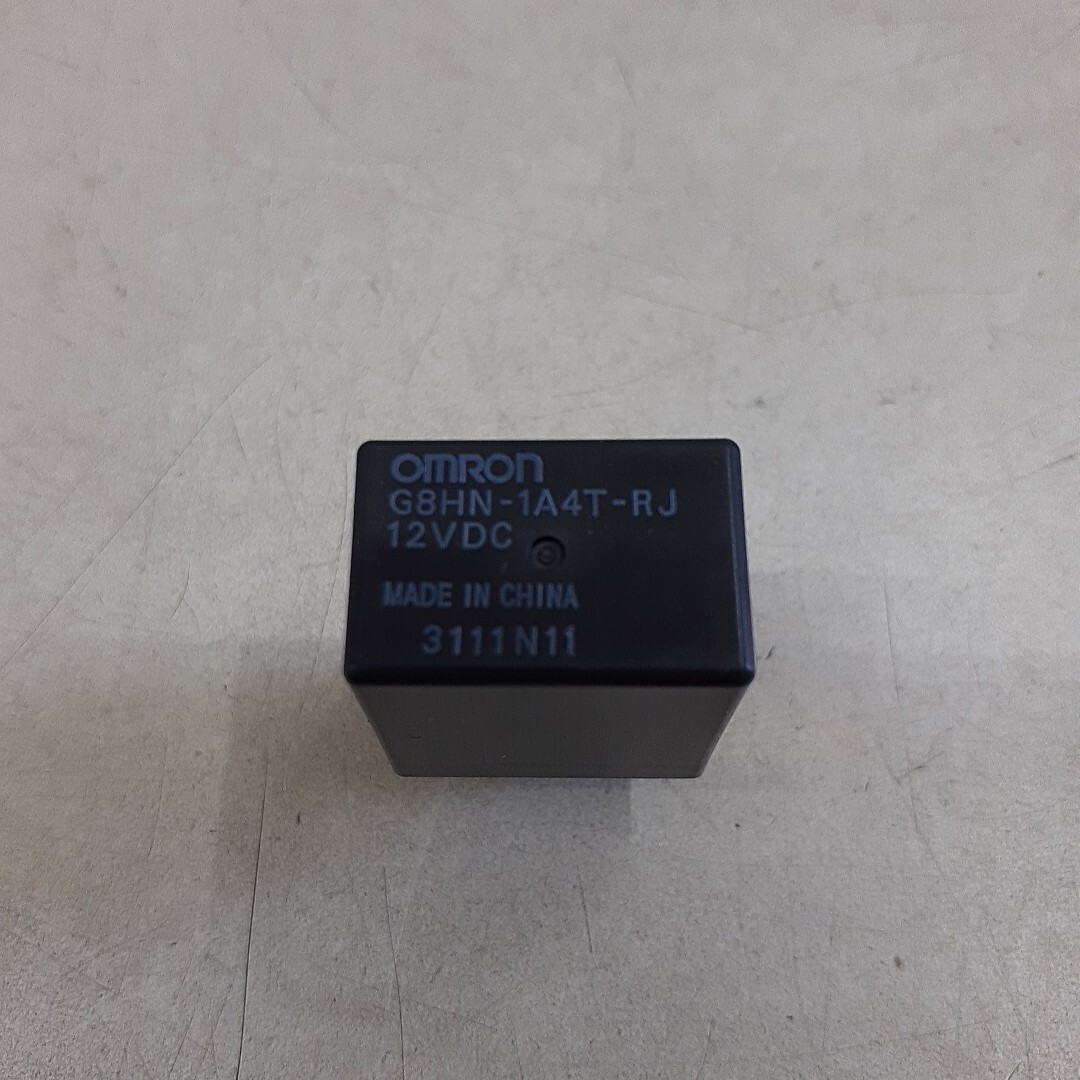 OMRON
G8HN-1A4T-RJ
12VDC
MADE IN CHINA
3111N11